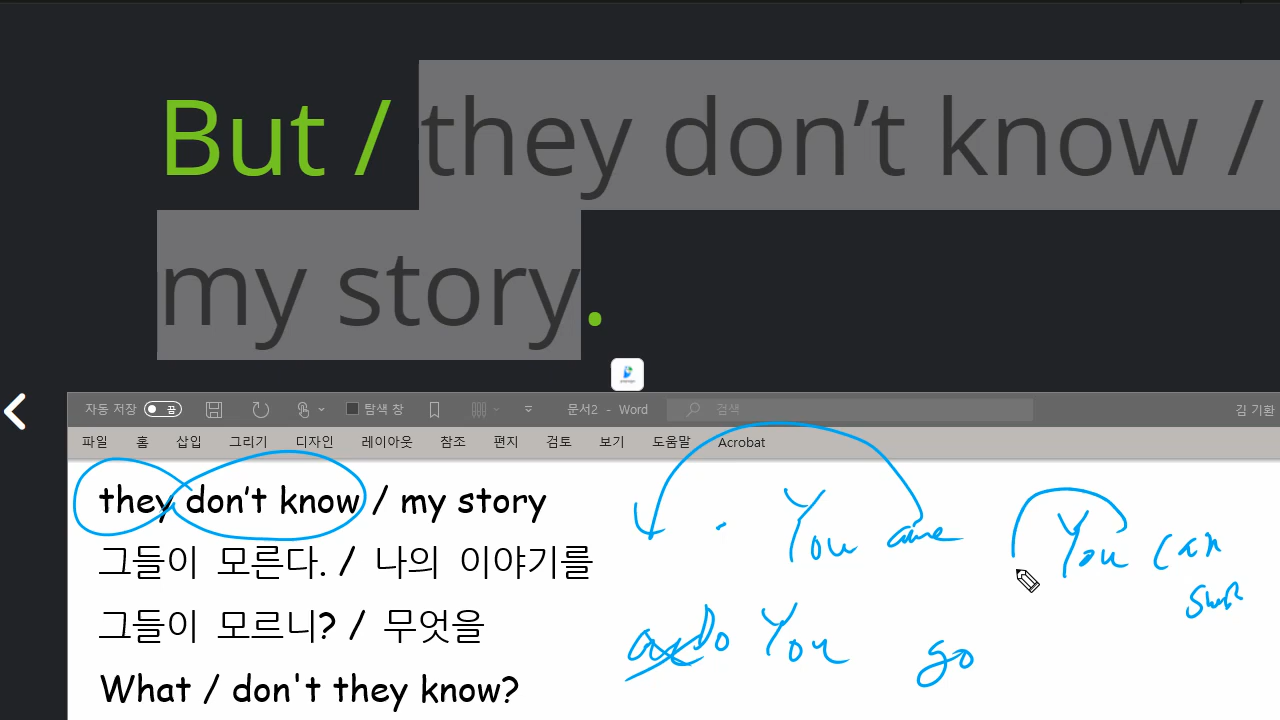 But / they don’t know /
my story.
자동 저장 끔 탐색 창 문서2 - Word 검색 김 기환
파일 홈 삽입 그리기 디자인 레이아웃 참조 편지 검토 보기 도움말 Acrobat
they don’t know / my story
그들이 모른다. / 나의 이야기를
그들이 모르니? / 무엇을
What / don't they know?
You are
You can
Do You go